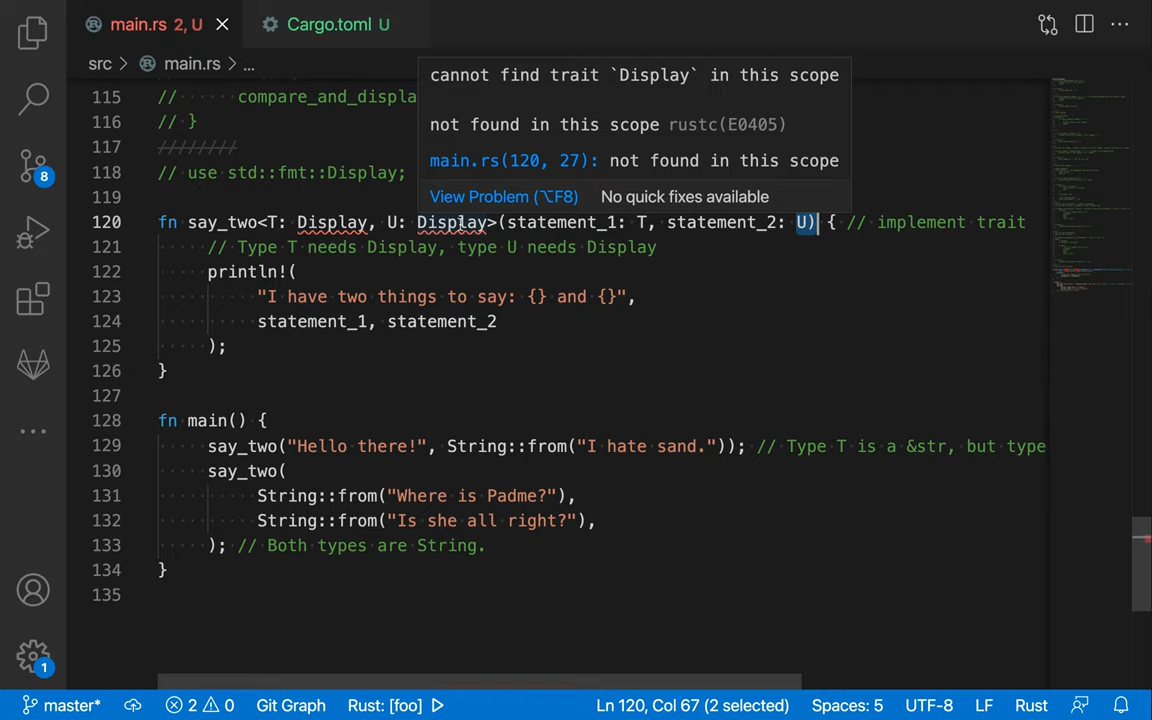 main.rs 2, U
Cargo.toml U
src > main.rs > ...
cannot find trait `Display` in this scope
not found in this scope rustc(E0405)
main.rs(120, 27): not found in this scope
View Problem (⌥F8) No quick fixes available
115 // compare_and_displa
116 // }
117 ////////
118 // use std::fmt::Display;
119
120 fn say_two<T: Display, U: Display>(statement_1: T, statement_2: U) { // implement trait
121 // Type T needs Display, type U needs Display
122 println!(
123 "I have two things to say: {} and {}",
124 statement_1, statement_2
125 );
126 }
127
128 fn main() {
129 say_two("Hello there!", String::from("I hate sand.")); // Type T is a &str, but type
130 say_two(
131 String::from("Where is Padme?"),
132 String::from("Is she all right?"),
133 ); // Both types are String.
134 }
135
8
1
master* 2 0 Git Graph Rust: [foo] Ln 120, Col 67 (2 selected) Spaces: 5 UTF-8 LF Rust